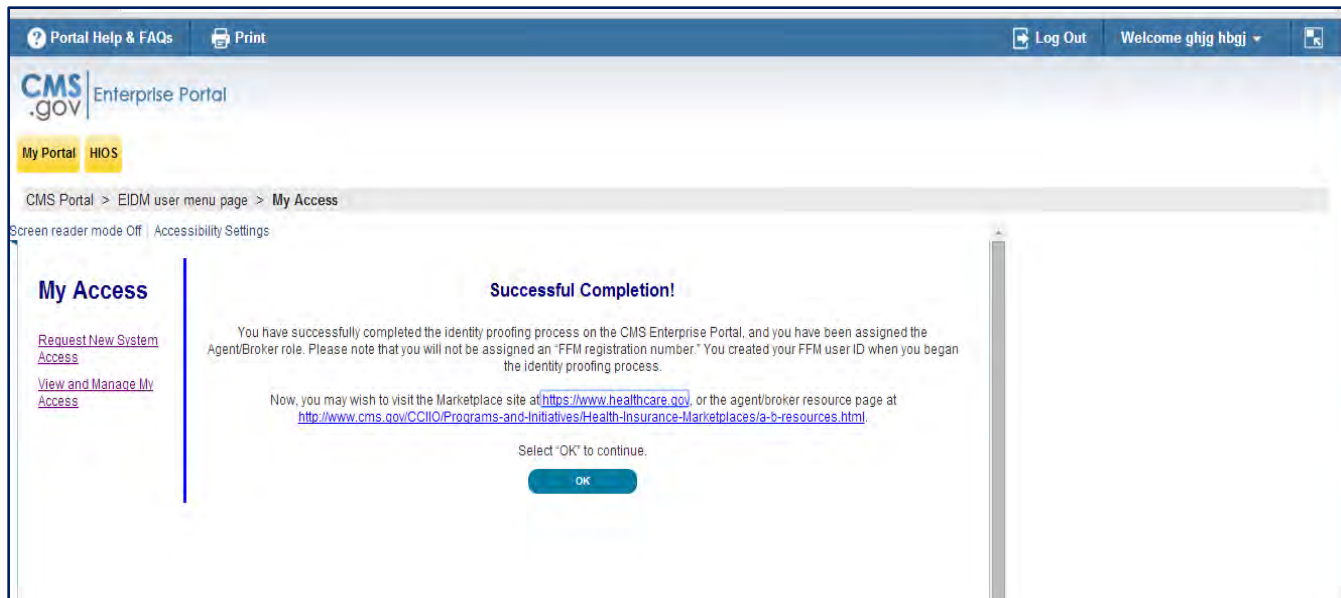 Portal Help & FAQs Print Log Out Welcome ghjg hbgj
CMS .gov Enterprise Portal
My Portal HIOS
CMS Portal > EIDM user menu page > My Access
Screen reader mode Off | Accessibility Settings
My Access
Request New System
Access
View and Manage My
Access
Successful Completion!
You have successfully completed the identity proofing process on the CMS Enterprise Portal, and you have been assigned the
Agent/Broker role. Please note that you will not be assigned an "FFM registration number." You created your FFM user ID when you began
the identity proofing process.
Now, you may wish to visit the Marketplace site at https://www.healthcare.gov, or the agent/broker resource page at
http://www.cms.gov/CCIIO/Programs-and-Initiatives/Health-Insurance-Marketplaces/a-b-resources.html.
Select "OK" to continue.
OK